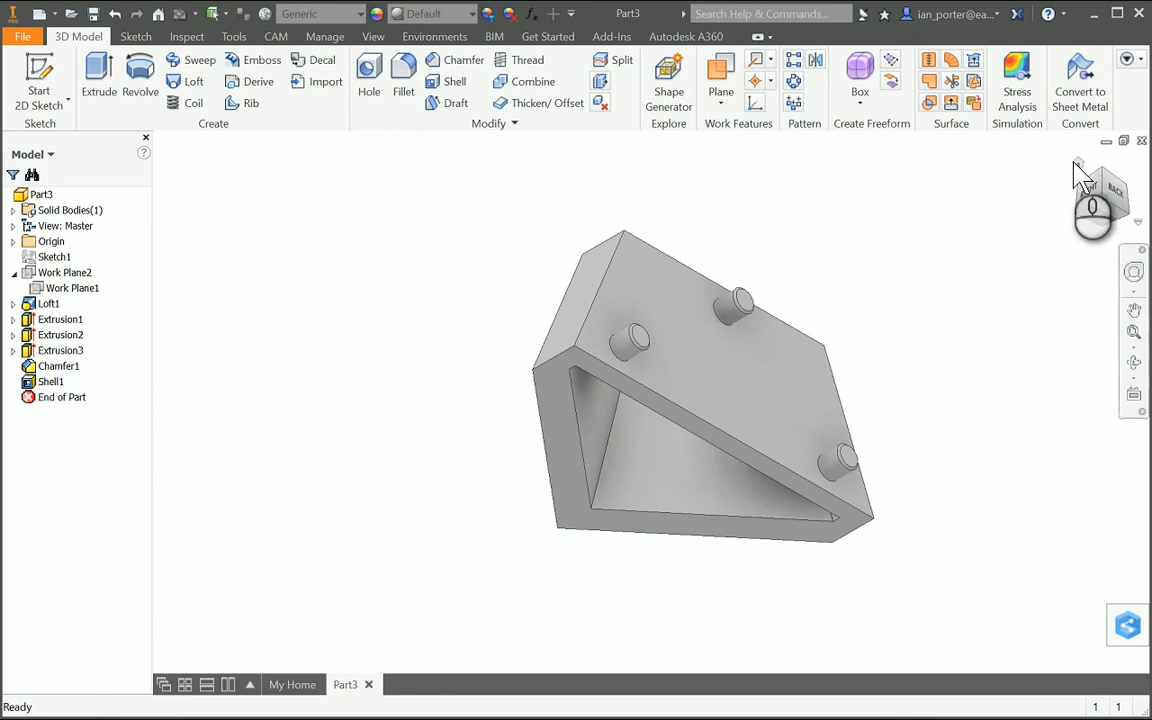 PRO
Generic
Default
Part3
Search Help & Commands...
ian_porter@ea...
File
3D Model
Sketch
Inspect
Tools
CAM
Manage
View
Environments
BIM
Get Started
Add-Ins
Autodesk A360
Start
2D Sketch
Sketch
Extrude
Revolve
Sweep
Loft
Coil
Emboss
Derive
Rib
Decal
Import
Create
Hole
Fillet
Chamfer
Shell
Draft
Thread
Combine
Thicken/ Offset
Split
Modify
Shape
Generator
Explore
Plane
Work Features
Pattern
Box
Create Freeform
Surface
Stress
Analysis
Simulation
Convert to
Sheet Metal
Convert
Model
Part3
Solid Bodies(1)
View: Master
Origin
Sketch1
Work Plane2
Work Plane1
Loft1
Extrusion1
Extrusion2
Extrusion3
Chamfer1
Shell1
End of Part
BACK
My Home
Part3
Ready
1 1